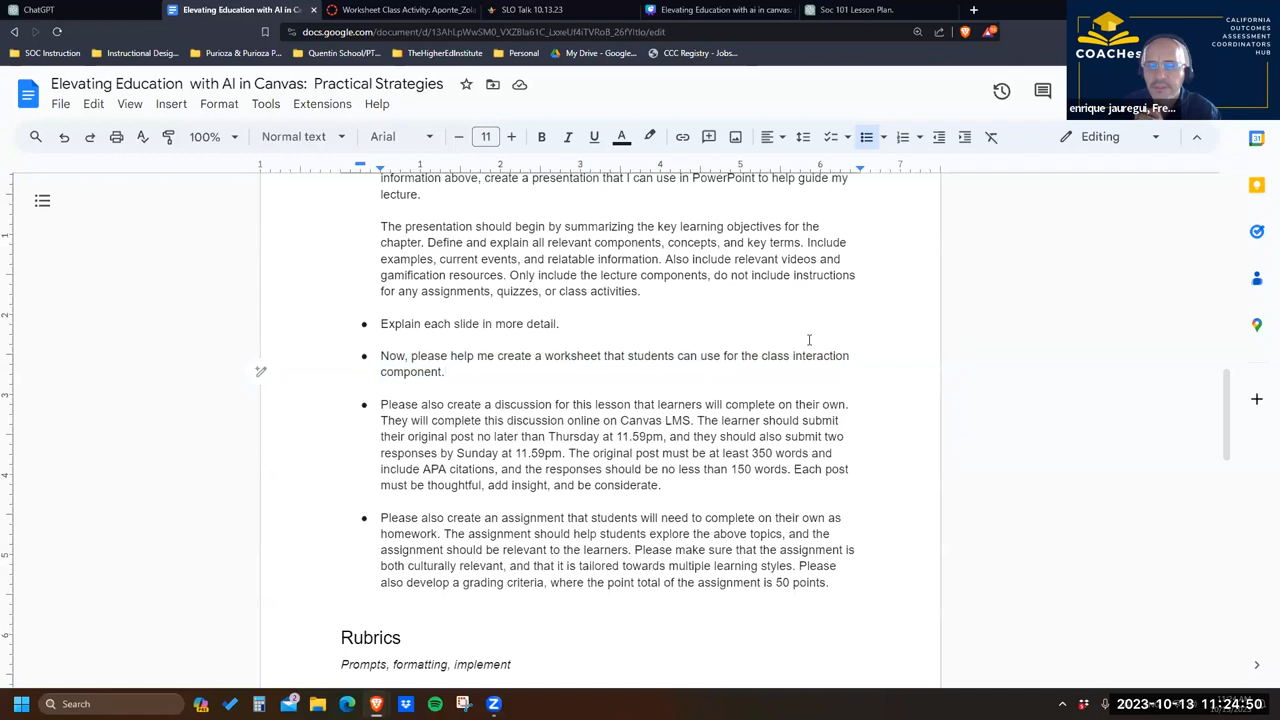 ChatGPT
Elevating Education with AI in C
Worksheet Class Activity: Aponte_Zola
SLO Talk 10.13.23
Elevating Education with AI in canvas:
Soc 101 Lesson Plan.
SOC Instruction
Instructional Desig...
Purioza & Purioza P...
Quentin School/PT...
TheHigherEdInstitute
Personal
My Drive - Google...
CCC Registry - Jobs...
CALIFORNIA
OUTCOMES
ASSESSMENT
COORDINATORS
HUB
COACHes
enrique jauregui, Fre...
Elevating Education with AI in Canvas: Practical Strategies
File Edit View Insert Format Tools Extensions Help
100% Normal text Arial 11 Editing
1 1 2 3 4 5 6 7
information above, create a presentation that I can use in PowerPoint to help guide my
lecture.
The presentation should begin by summarizing the key learning objectives for the
chapter. Define and explain all relevant components, concepts, and key terms. Include
examples, current events, and relatable information. Also include relevant videos and
gamification resources. Only include the lecture components, do not include instructions
for any assignments, quizzes, or class activities.
● Explain each slide in more detail.
● Now, please help me create a worksheet that students can use for the class interaction
component.
● Please also create a discussion for this lesson that learners will complete on their own.
They will complete this discussion online on Canvas LMS. The learner should submit
their original post no later than Thursday at 11.59pm, and they should also submit two
responses by Sunday at 11.59pm. The original post must be at least 350 words and
include APA citations, and the responses should be no less than 150 words. Each post
must be thoughtful, add insight, and be considerate.
● Please also create an assignment that students will need to complete on their own as
homework. The assignment should help students explore the above topics, and the
assignment should be relevant to the learners. Please make sure that the assignment is
both culturally relevant, and that it is tailored towards multiple learning styles. Please
also develop a grading criteria, where the point total of the assignment is 50 points.
Rubrics
Prompts, formatting, implement
Search
2023-10-13 11:24:50